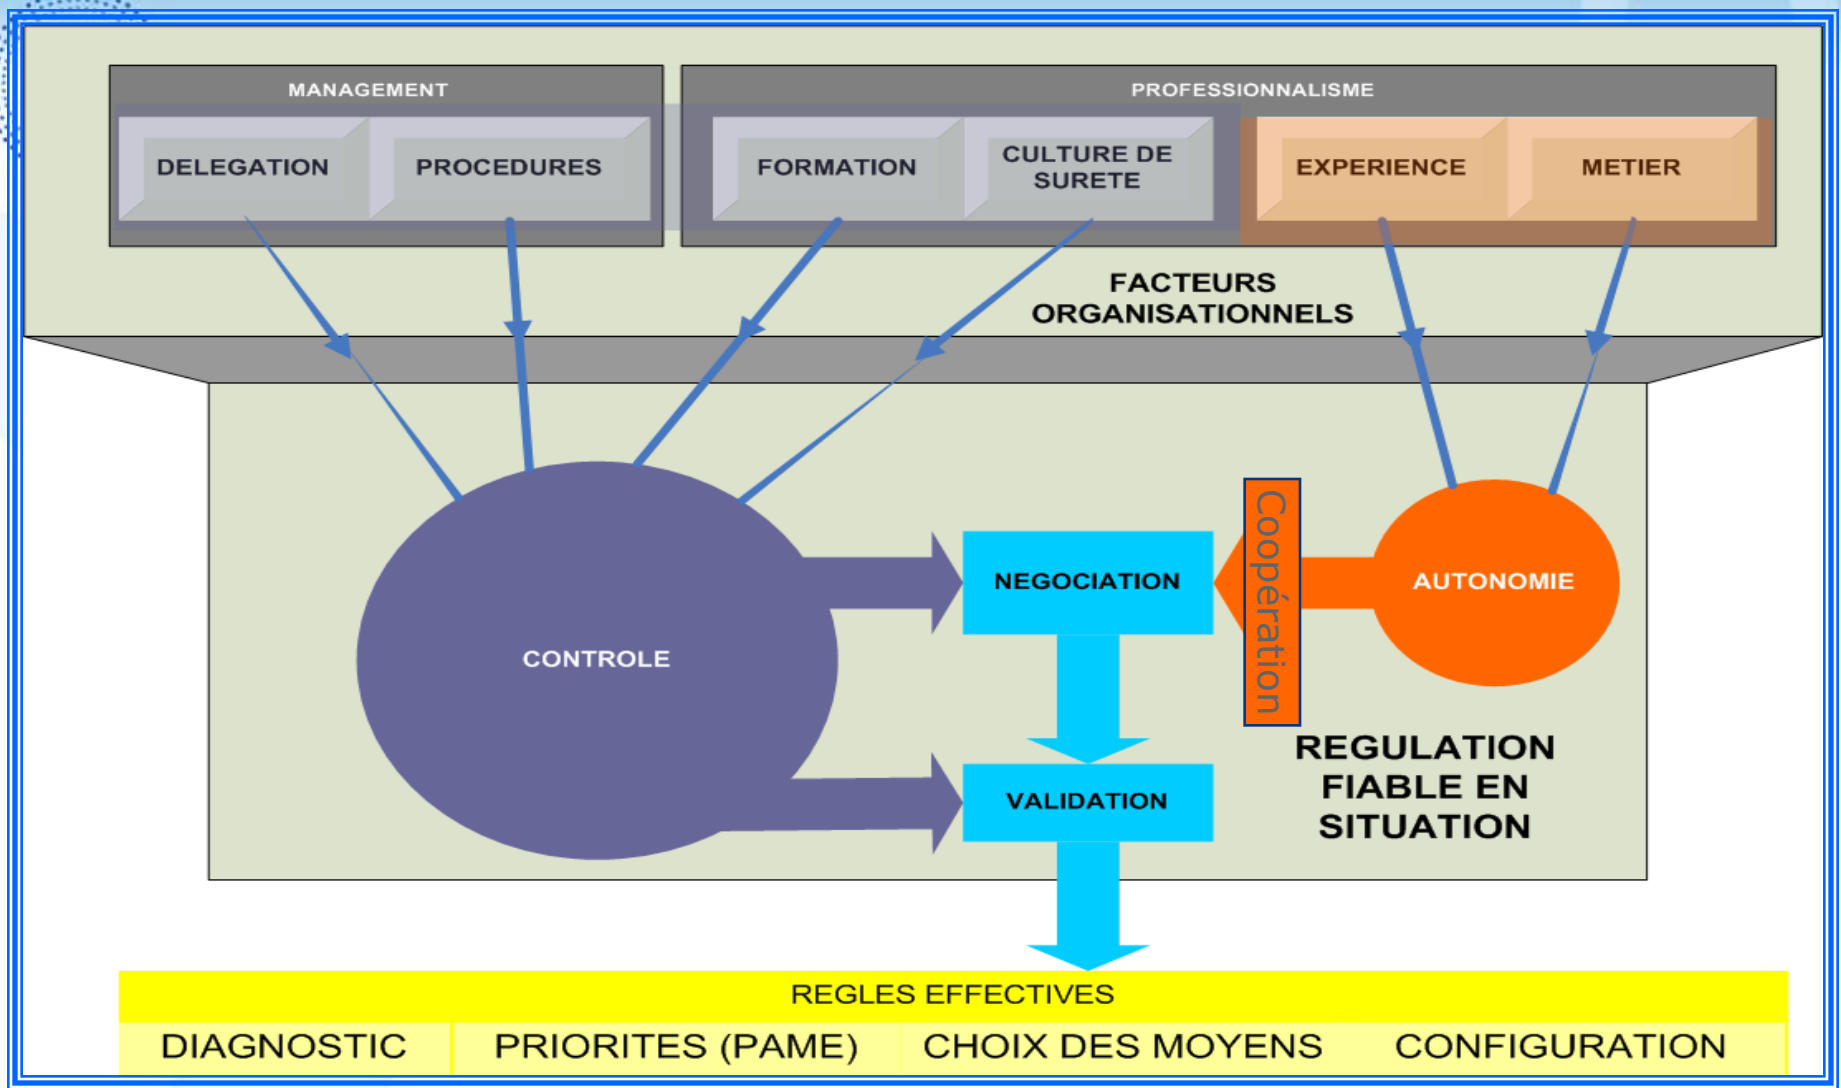 MANAGEMENT
PROFESSIONNALISME
DELEGATION
PROCEDURES
FORMATION
CULTURE DE
SURETE
EXPERIENCE
METIER
FACTEURS
ORGANISATIONNELS
CONTROLE
NEGOCIATION
Coopération
AUTONOMIE
VALIDATION
REGULATION
FIABLE EN
SITUATION
REGLES EFFECTIVES
DIAGNOSTIC
PRIORITES (PAME)
CHOIX DES MOYENS
CONFIGURATION